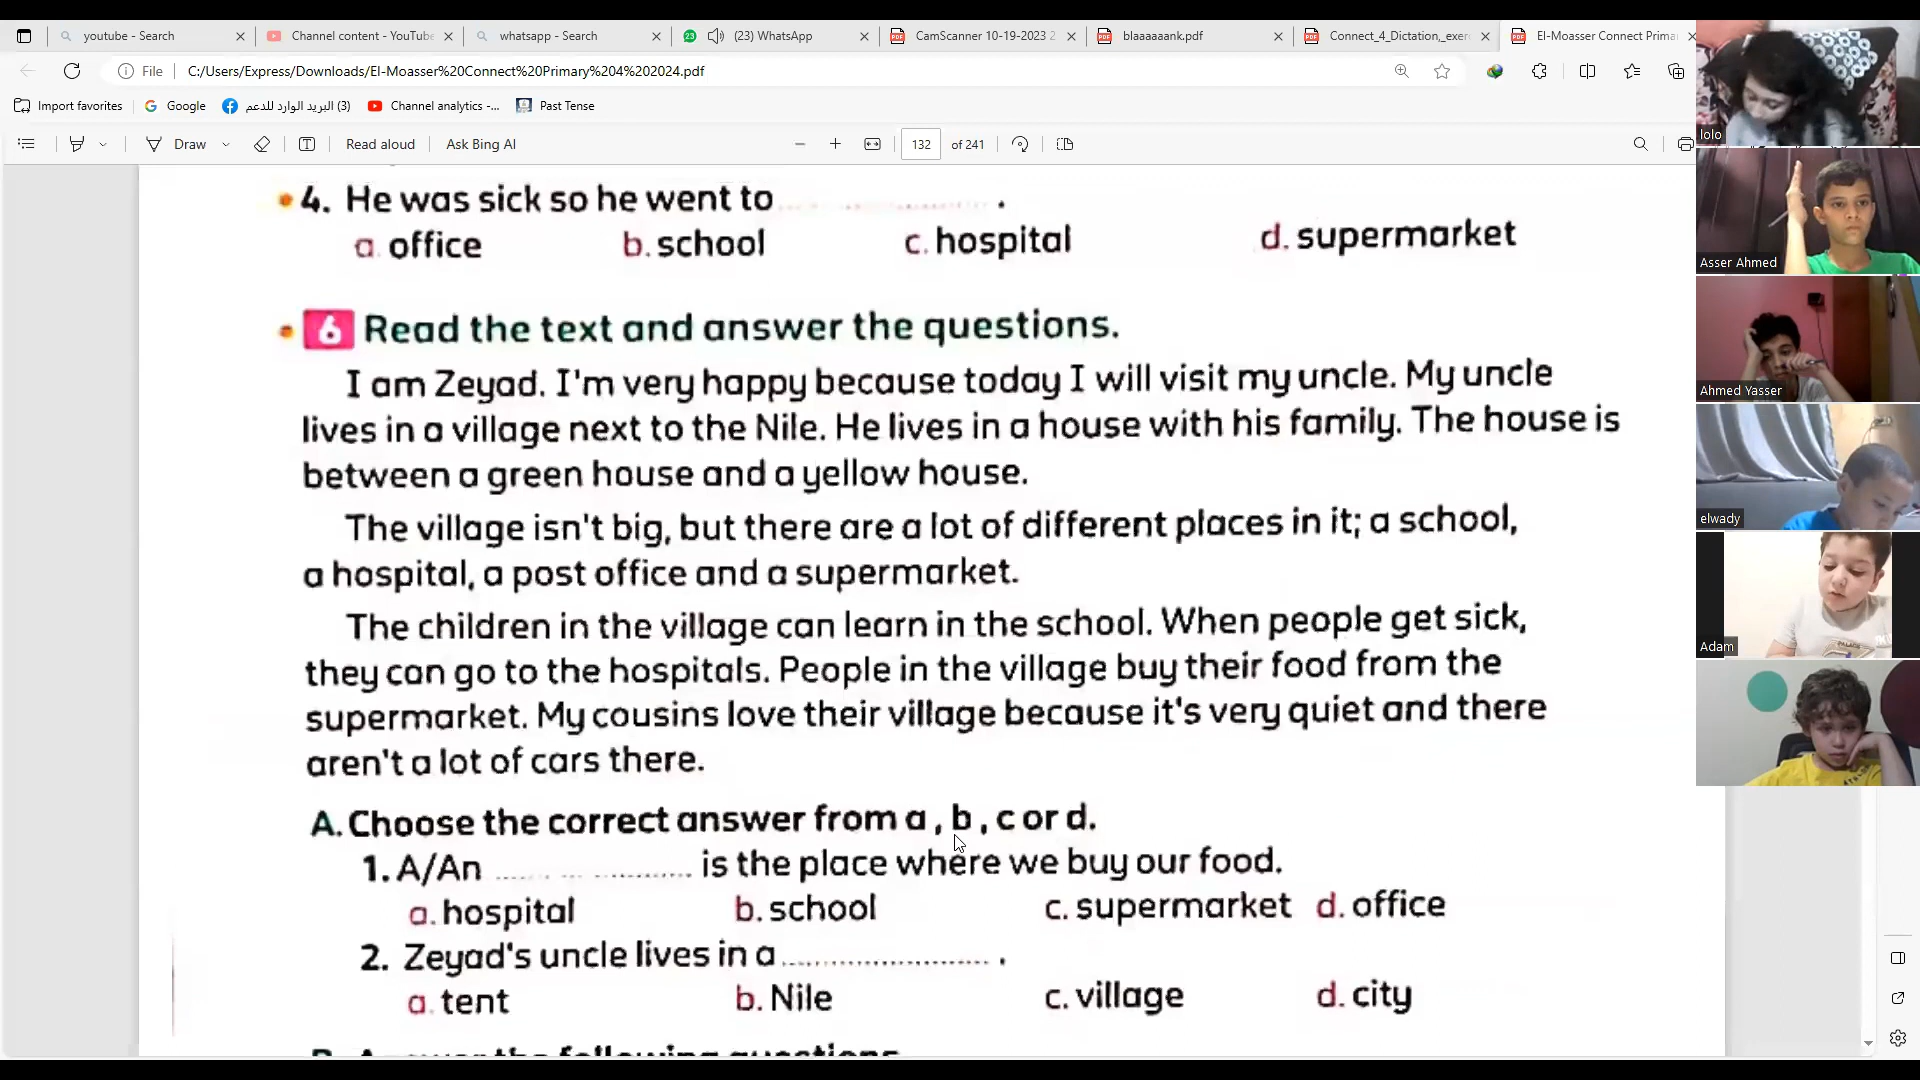 youtube - Search
Channel content - YouTube
whatsapp - Search
23
(23) WhatsApp
CamScanner 10-19-2023 2
blaaaaaank.pdf
Connect_4_Dictation,_exer
El-Moasser Connect Prima
File
C:/Users/Express/Downloads/El-Moasser%20Connect%20Primary%204%202024.pdf
Import favorites
Google
(3) البريد الوارد للدعم
Channel analytics -...
Past Tense
Draw
Read aloud
Ask Bing AI
132 of 241
4. He was sick so he went to .
a. office b. school c. hospital d. supermarket
6 Read the text and answer the questions.
I am Zeyad. I'm very happy because today I will visit my uncle. My uncle
lives in a village next to the Nile. He lives in a house with his family. The house is
between a green house and a yellow house.
The village isn't big, but there are a lot of different places in it; a school,
a hospital, a post office and a supermarket.
The children in the village can learn in the school. When people get sick,
they can go to the hospitals. People in the village buy their food from the
supermarket. My cousins love their village because it's very quiet and there
aren't a lot of cars there.
A. Choose the correct answer from a , b , c or d.
1. A/An .................... is the place where we buy our food.
a. hospital b. school c. supermarket d. office
2. Zeyad's uncle lives in a ........................ .
a. tent b. Nile c. village d. city
B. Answer the following questions
lolo
Asser Ahmed
Ahmed Yasser
elwady
Adam